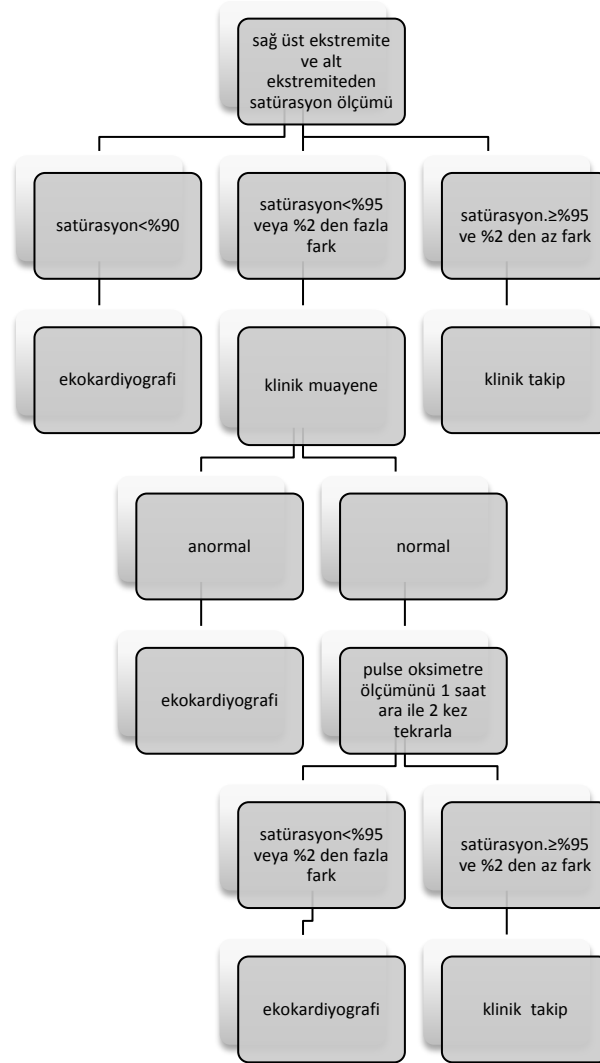 sağ üst ekstremite
ve alt
ekstremiteden
satürasyon ölçümü
satürasyon<%90
satürasyon<%95
veya %2 den fazla
fark
satürasyon.≥%95
ve %2 den az fark
ekokardiyografi
klinik muayene
klinik takip
anormal
normal
ekokardiyografi
pulse oksimetre
ölçümünü 1 saat
ara ile 2 kez
tekrarla
satürasyon<%95
veya %2 den fazla
fark
satürasyon.≥%95
ve %2 den az fark
ekokardiyografi
klinik takip